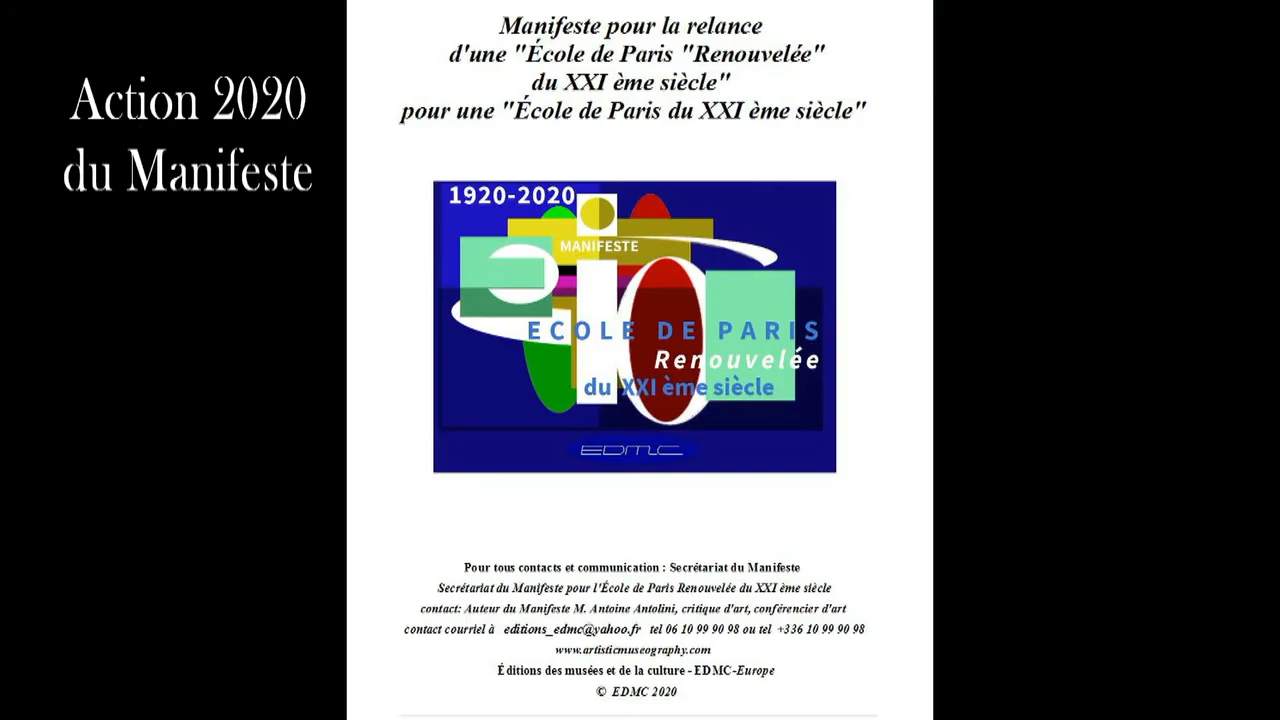 Action 2020
du Manifeste
Manifeste pour la relance
d'une "École de Paris "Renouvelée"
du XXI ème siècle"
pour une "École de Paris du XXI ème siècle"
1920-2020
MANIFESTE
ECOLE DE PARIS
Renouvelée
du XXI ème siècle
EDMC
Pour tous contacts et communication : Secrétariat du Manifeste
Secrétariat du Manifeste pour l'École de Paris Renouvelée du XXI ème siècle
contact: Auteur du Manifeste M. Antoine Antolini, critique d'art, conférencier d'art
contact courriel à editions_edmc@yahoo.fr tel 06 10 99 90 98 ou tel +336 10 99 90 98
www.artisticmuseography.com
Éditions des musées et de la culture - EDMC-Europe
© EDMC 2020